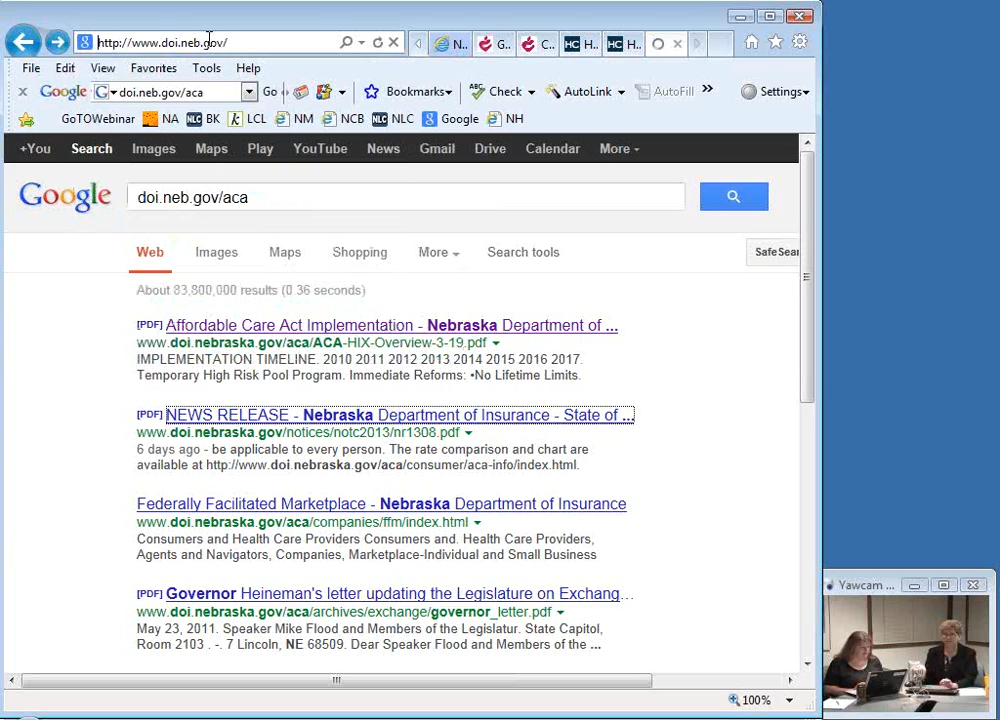 http://www.doi.neb.gov/
N..
G..
C..
H..
H..
File Edit View Favorites Tools Help
Google doi.neb.gov/aca Go Bookmarks Check AutoLink AutoFill » Settings
GoTOWebinar NA NLC BK LCL NM NCB NLC Google NH
+You Search Images Maps Play YouTube News Gmail Drive Calendar More
Google doi.neb.gov/aca
Web Images Maps Shopping More Search tools SafeSear
About 83,800,000 results (0.36 seconds)
[PDF] Affordable Care Act Implementation - Nebraska Department of ...
www.doi.nebraska.gov/aca/ACA-HIX-Overview-3-19.pdf
IMPLEMENTATION TIMELINE. 2010 2011 2012 2013 2014 2015 2016 2017.
Temporary High Risk Pool Program. Immediate Reforms: •No Lifetime Limits.
[PDF] NEWS RELEASE - Nebraska Department of Insurance - State of ...
www.doi.nebraska.gov/notices/notc2013/nr1308.pdf
6 days ago - be applicable to every person. The rate comparison and chart are
available at http://www.doi.nebraska.gov/aca/consumer/aca-info/index.html.
Federally Facilitated Marketplace - Nebraska Department of Insurance
www.doi.nebraska.gov/aca/companies/ffm/index.html
Consumers and Health Care Providers Consumers and. Health Care Providers,
Agents and Navigators, Companies, Marketplace-Individual and Small Business
[PDF] Governor Heineman's letter updating the Legislature on Exchang...
www.doi.nebraska.gov/aca/archives/exchange/governor_letter.pdf
May 23, 2011. Speaker Mike Flood and Members of the Legislatur. State Capitol,
Room 2103 . -. 7 Lincoln, NE 68509. Dear Speaker Flood and Members of the ...
100%
Yawcam ...